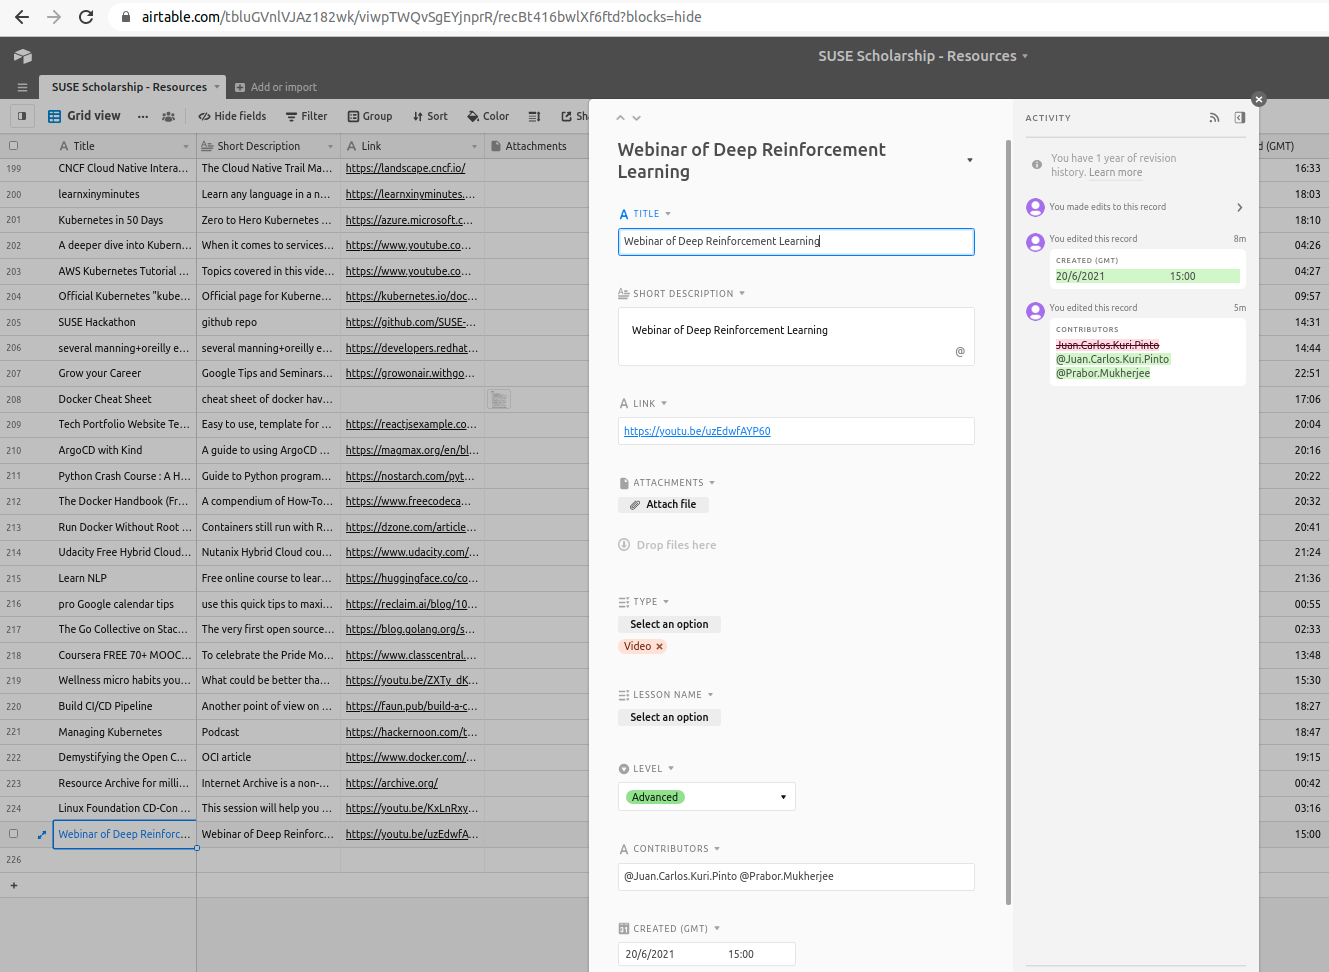 airtable.com/tbluGVnlVJAz182wk/viwpTWQvSgEYjnprR/recBt416bwlXf6ftd?blocks=hide
SUSE Scholarship - Resources
SUSE Scholarship - Resources
Add or import
Grid view
Hide fields
Filter
Group
Sort
Color
Title
Short Description
Link
Attachments
(GMT)
199 CNCF Cloud Native Intera... The Cloud Native Trail Ma... https://landscape.cncf.io/ 16:33
200 learnxinyminutes Learn any language in a n... https://learnxinyminutes.... 18:03
201 Kubernetes in 50 Days Zero to Hero Kubernetes ... https://azure.microsoft.c... 18:10
202 A deeper dive into Kubern... When it comes to services... https://www.youtube.co... 04:26
203 AWS Kubernetes Tutorial ... Topics covered in this vide... https://www.youtube.co... 04:27
204 Official Kubernetes "kube... Official page for Kuberne... https://kubernetes.io/doc... 09:57
205 SUSE Hackathon github repo https://github.com/SUSE-... 14:31
206 several manning+oreilly e... several manning+oreilly e... https://developers.redhat... 14:44
207 Grow your Career Google Tips and Seminars... https://growonair.withgo... 22:51
208 Docker Cheat Sheet cheat sheet of docker hav... 17:06
209 Tech Portfolio Website Te... Easy to use, template for ... https://reactjsexample.co... 20:04
210 ArgoCD with Kind A guide to using ArgoCD ... https://magmax.org/en/bl... 20:16
211 Python Crash Course : A H... Guide to Python program... https://nostarch.com/pyt... 20:22
212 The Docker Handbook (Fr... A compendium of How-To... https://www.freecodeca... 20:32
213 Run Docker Without Root ... Containers still run with R... https://dzone.com/article... 20:41
214 Udacity Free Hybrid Cloud... Nutanix Hybrid Cloud cou... https://www.udacity.com/... 21:24
215 Learn NLP Free online course to lear... https://huggingface.co/co... 21:36
216 pro Google calendar tips use this quick tips to maxi... https://reclaim.ai/blog/10... 00:55
217 The Go Collective on Stac... The very first open source... https://blog.golang.org/s... 02:33
218 Coursera FREE 70+ MOOC... To celebrate the Pride Mo... https://www.classcentral.... 13:48
219 Wellness micro habits you... What could be better tha... https://youtu.be/ZXTy_dK... 15:30
220 Build CI/CD Pipeline Another point of view on ... https://faun.pub/build-a-c... 18:27
221 Managing Kubernetes Podcast https://hackernoon.com/t... 18:47
222 Demystifying the Open C... OCI article https://www.docker.com/... 19:15
223 Resource Archive for milli... Internet Archive is a non-... https://archive.org/ 00:42
224 Linux Foundation CD-Con ... This session will help you ... https://youtu.be/KxLnRxy... 03:16
Webinar of Deep Reinforc... Webinar of Deep Reinforc... https://youtu.be/uzEdwfA... 15:00
226
+
Webinar of Deep Reinforcement
Learning
TITLE
Webinar of Deep Reinforcement Learning
SHORT DESCRIPTION
Webinar of Deep Reinforcement Learning
@
LINK
https://youtu.be/uzEdwfAYP60
ATTACHMENTS
Attach file
Drop files here
TYPE
Select an option
Video ×
LESSON NAME
Select an option
LEVEL
Advanced
CONTRIBUTORS
@Juan.Carlos.Kuri.Pinto @Prabor.Mukherjee
CREATED (GMT)
20/6/2021 15:00
ACTIVITY
You have 1 year of revision
history. Learn more
You made edits to this record
You edited this record 8m
CREATED (GMT)
20/6/2021 15:00
You edited this record 5m
CONTRIBUTORS
Juan.Carlos.Kuri.Pinto
@Juan.Carlos.Kuri.Pinto
@Prabor.Mukherjee